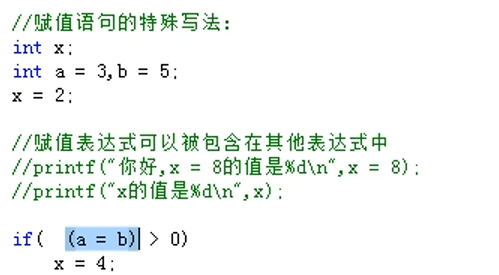 //赋值语句的特殊写法：
int x;
int a = 3,b = 5;
x = 2;
//赋值表达式可以被包含在其他表达式中
//printf("你好,x = 8的值是%d\n",x = 8);
//printf("x的值是%d\n",x);
if(  (a = b) > 0)
    x = 4;